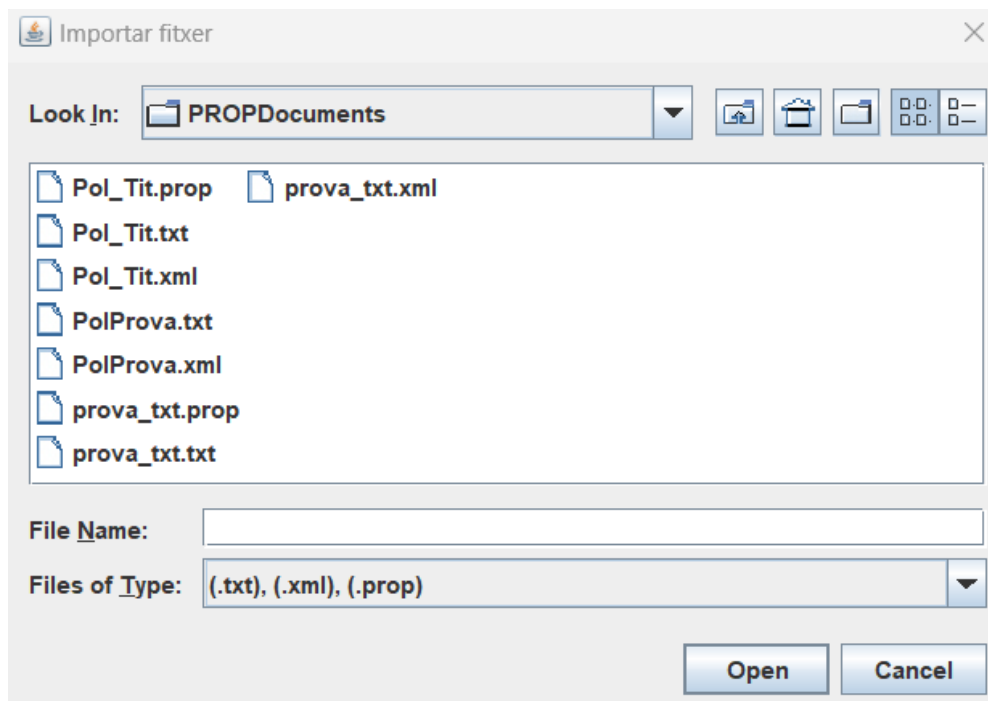 Importar fitxer
Look In: PROPDocuments
Pol_Tit.prop prova_txt.xml
Pol_Tit.txt
Pol_Tit.xml
PolProva.txt
PolProva.xml
prova_txt.prop
prova_txt.txt
File Name:
Files of Type: (.txt), (.xml), (.prop)
Open Cancel